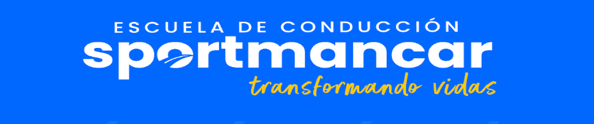 ESCUELA DE CONDUCCIÓN
sportmancar
transformando vidas